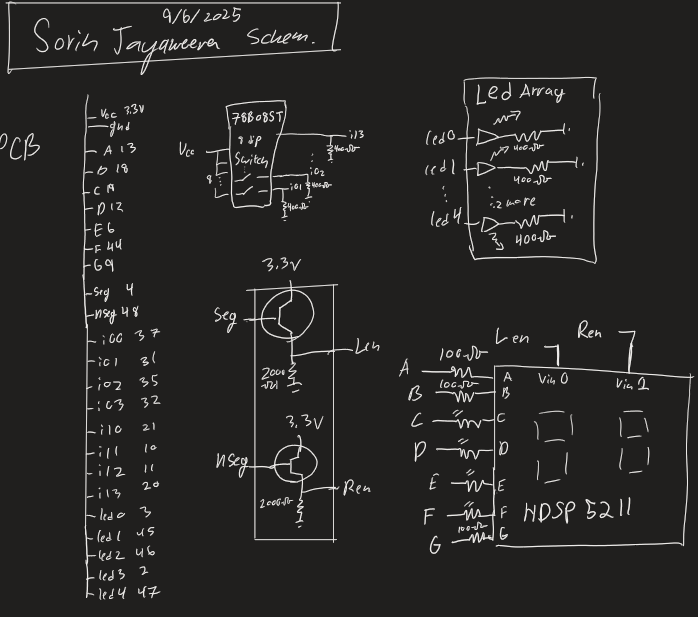 9/6/2025
Sorin Jayaweera Schem.
PCB
Vcc 3.3V
gnd
A 13
B 18
C 19
D 12
E 6
F 44
G 9
Seg 4
nseg 48
i00 37
i01 31
i02 35
i03 32
i10 21
i11 10
i12 11
i13 20
led0 3
led1 45
led2 46
led3 2
led4 47
78B08ST
8 dip
Switch
Vcc
8
i13
400Ω
i02
400Ω
i01
400Ω
3.3V
Seg
Len
2000
Ω
3.3V
nseg
Ren
2000Ω
Led Array
led0
400Ω
led1
400Ω
2 more
led4
400Ω
Len
Ren
100Ω
A
A
Vin 0
Vin 1
100Ω
B
B
C
C
D
D
E
E
F
F
HDSP 5211
100Ω
G
G